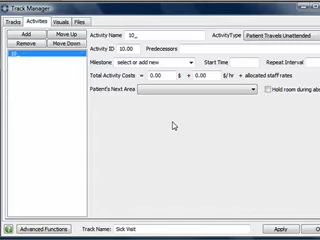 Track Manager
Tracks Activities Visuals Files
Add Move Up
Remove Move Down
10_
Activity Name 10_ ActivityType Patient Travels Unattended
Activity ID 10.00 Predecessors
Milestone select or add new Start Time Repeat Interval
Total Activity Costs = 0.00 $ + 0.00 $/hr + allocated staff rates
Patient's Next Area Hold room during abs
Advanced Functions Track Name: Sick Visit Apply